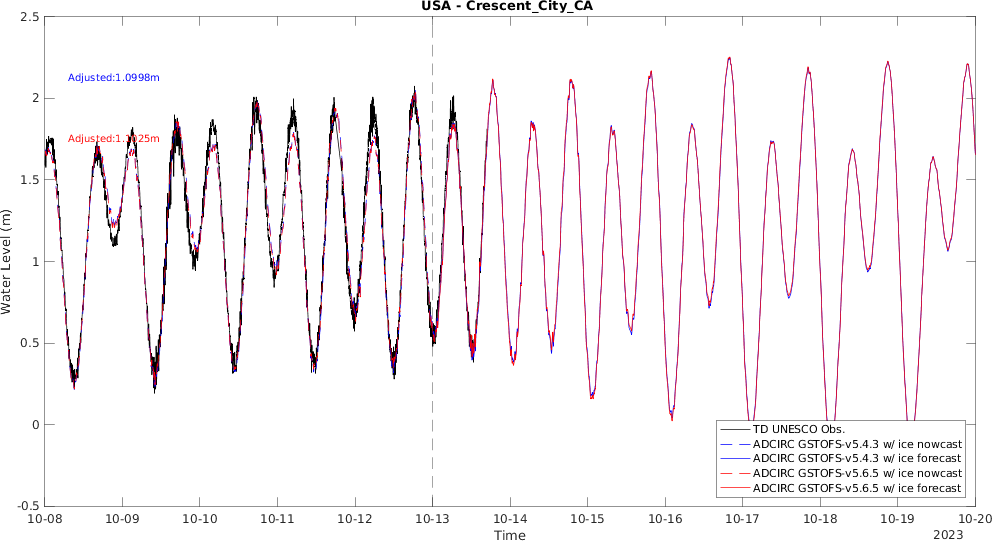 USA - Crescent_City_CA
2.5
2
1.5
1
0.5
0
-0.5
Water Level (m)
Adjusted:1.0998m
TD UNESCO Obs.
ADCIRC GSTOFS-v5.4.3 w/ ice nowcast
ADCIRC GSTOFS-v5.4.3 w/ ice forecast
ADCIRC GSTOFS-v5.6.5 w/ ice nowcast
ADCIRC GSTOFS-v5.6.5 w/ ice forecast
10-08 10-09 10-10 10-11 10-12 10-13 10-14 10-15 10-16 10-17 10-18 10-19 10-20
Time
2023